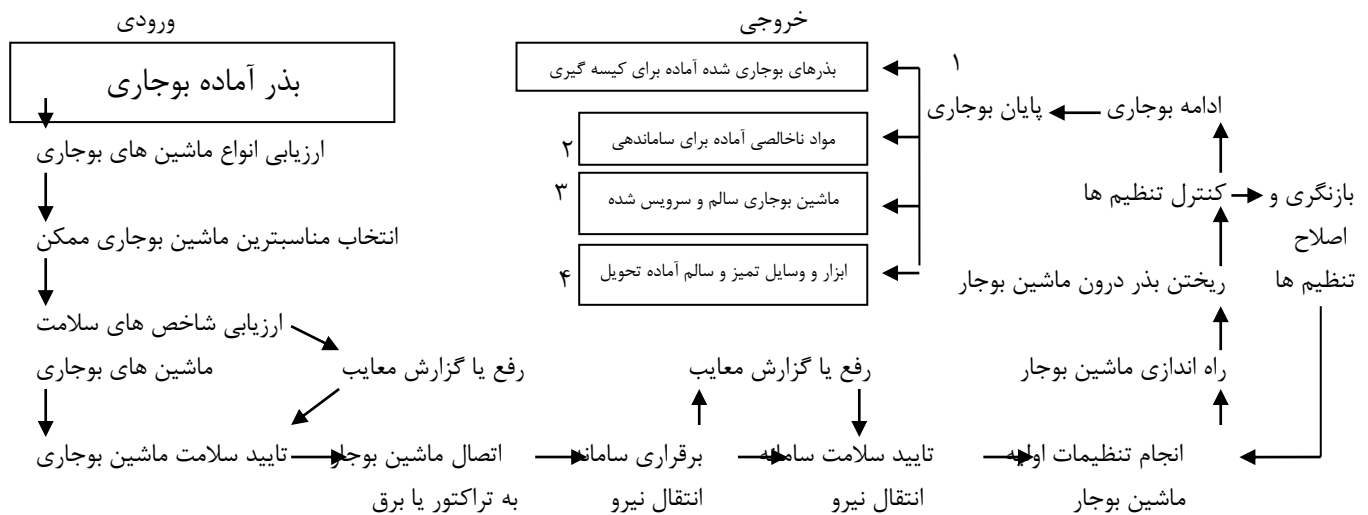 ورودی
بذر آماده بوجاری
ارزیابی انواع ماشین های بوجاری
انتخاب مناسبترین ماشین بوجاری ممکن
ارزیابی شاخص های سلامت
ماشین های بوجاری
رفع یا گزارش معایب
تایید سلامت ماشین بوجاری
اتصال ماشین بوجار
به تراکتور یا برق
برقراری سامانه
انتقال نیرو
رفع یا گزارش معایب
تایید سلامت سامانه
انتقال نیرو
انجام تنظیمات اولیه
ماشین بوجار
راه اندازی ماشین بوجار
ریختن بذر درون ماشین بوجار
کنترل تنظیم ها
بازنگری و
اصلاح
تنظیم ها
ادامه بوجاری
پایان بوجاری
خروجی
۱
بذرهای بوجاری شده آماده برای کیسه گیری
۲
مواد ناخالصی آماده برای ساماندهی
۳
ماشین بوجاری سالم و سرویس شده
۴
ابزار و وسایل تمیز و سالم آماده تحویل